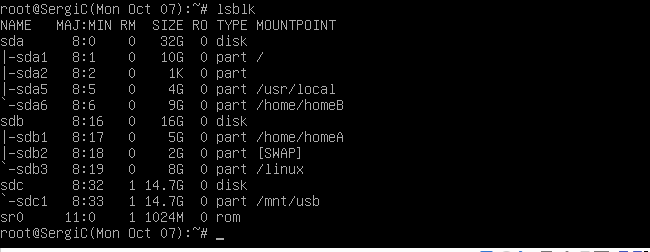 root@SergiC(Mon Oct 07):~# lsblk
NAME   MAJ:MIN RM  SIZE RO TYPE MOUNTPOINT
sda      8:0    0   32G  0 disk
|-sda1   8:1    0   10G  0 part /
|-sda2   8:2    0    1K  0 part
|-sda5   8:5    0    4G  0 part /usr/local
`-sda6   8:6    0    9G  0 part /home/homeB
sdb      8:16   0   16G  0 disk
|-sdb1   8:17   0    5G  0 part /home/homeA
|-sdb2   8:18   0    2G  0 part [SWAP]
`-sdb3   8:19   0    8G  0 part /linux
sdc      8:32   1 14.7G  0 disk
`-sdc1   8:33   1 14.7G  0 part /mnt/usb
sr0     11:0    1 1024M  0 rom
root@SergiC(Mon Oct 07):~# _